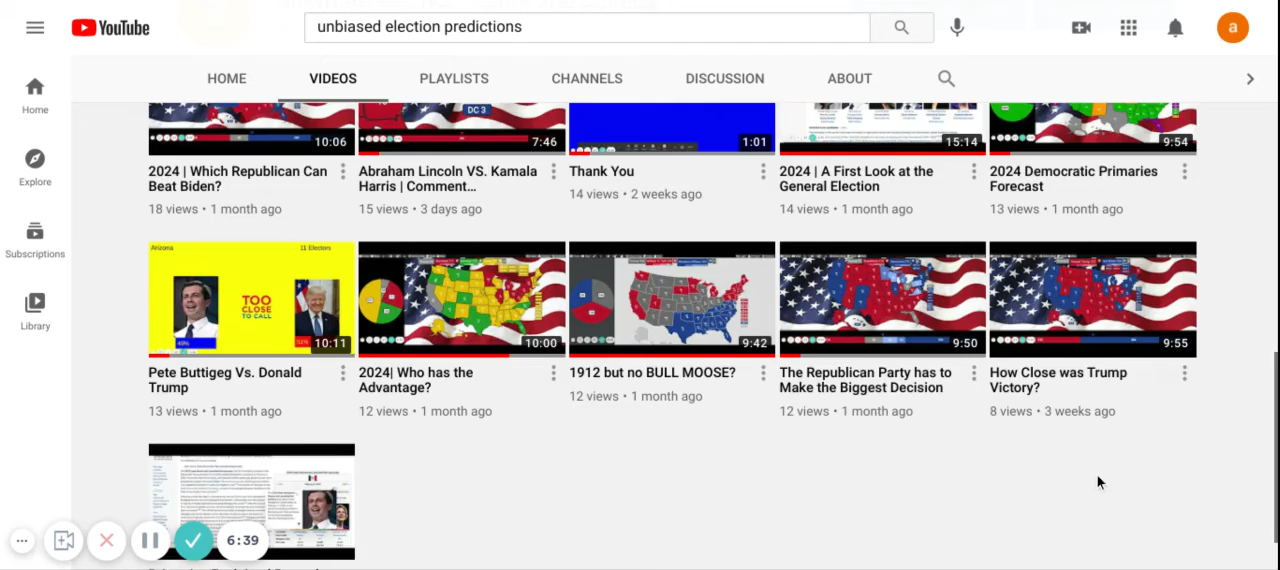 YouTube
unbiased election predictions
a
HOME VIDEOS PLAYLISTS CHANNELS DISCUSSION ABOUT
Home
Explore
Subscriptions
Library
10:06
DC 3
7:46
1:01
15:14
9:54
2024 | Which Republican Can
Beat Biden?
18 views • 1 month ago
Abraham Lincoln VS. Kamala
Harris | Comment…
15 views • 3 days ago
Thank You
14 views • 2 weeks ago
2024 | A First Look at the
General Election
14 views • 1 month ago
2024 Democratic Primaries
Forecast
13 views • 1 month ago
Arizona
11 Electors
TOO
CLOSE
TO CALL
49%
51%
10:11
10:00
9:42
9:50
9:55
Pete Buttigeg Vs. Donald
Trump
13 views • 1 month ago
2024| Who has the
Advantage?
12 views • 1 month ago
1912 but no BULL MOOSE?
12 views • 1 month ago
The Republican Party has to
Make the Biggest Decision
12 views • 1 month ago
How Close was Trump
Victory?
8 views • 3 weeks ago
6:39